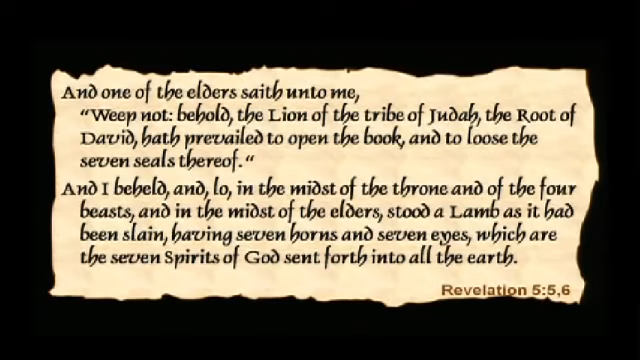 And one of the elders saith unto me,
“Weep not: behold, the Lion of the tribe of Judah, the Root of
David, hath prevailed to open the book, and to loose the
seven seals thereof.“
And I beheld, and, lo, in the midst of the throne and of the four
beasts, and in the midst of the elders, stood a Lamb as it had
been slain, having seven horns and seven eyes, which are
the seven Spirits of God sent forth into all the earth.
Revelation 5:5,6